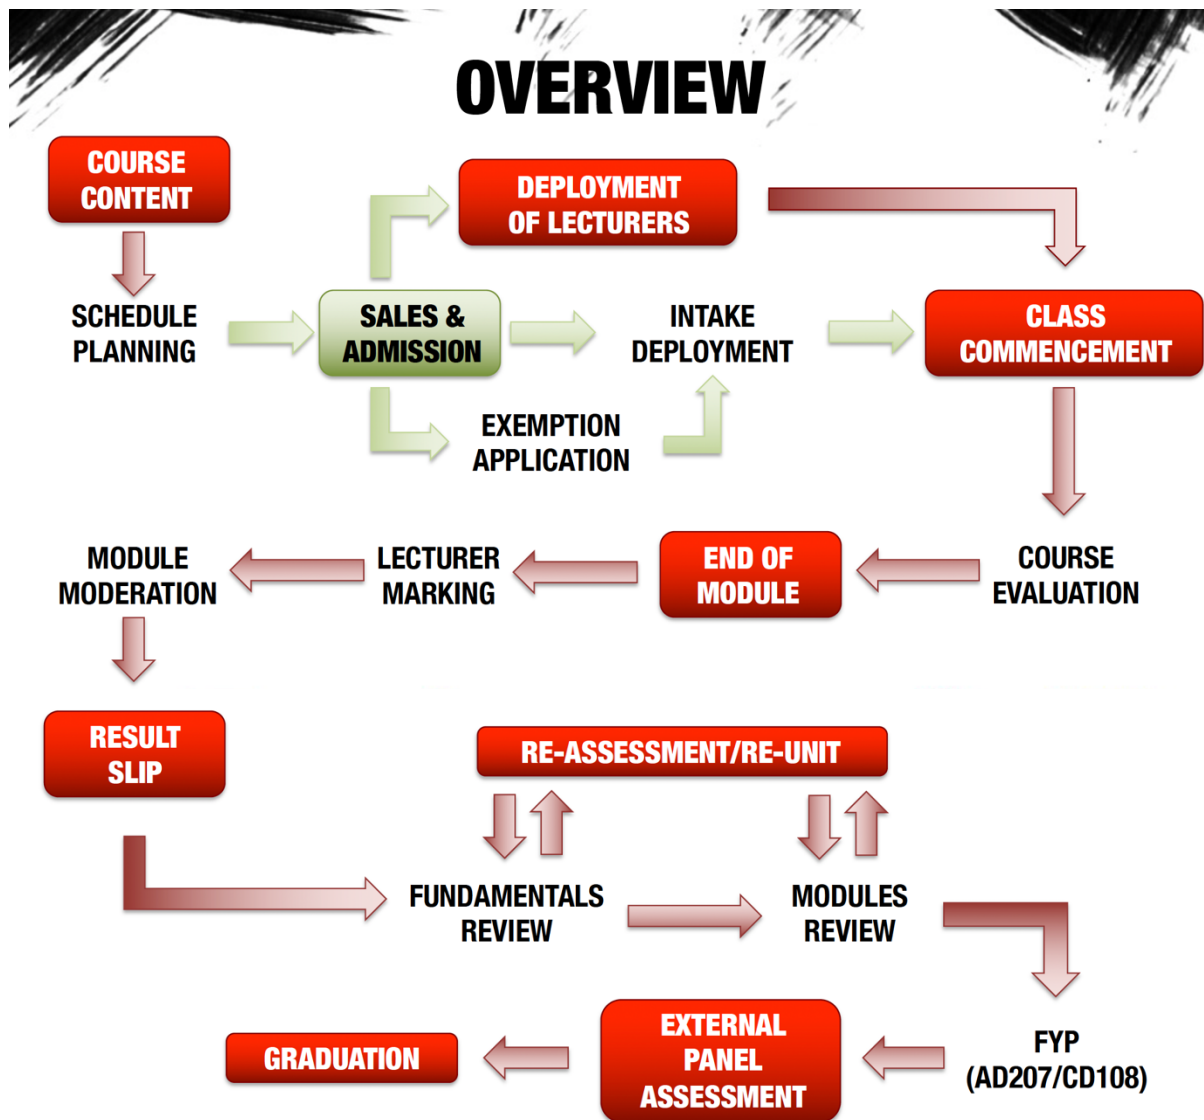 OVERVIEW
COURSE
CONTENT
DEPLOYMENT
OF LECTURERS
SCHEDULE
PLANNING
SALES &
ADMISSION
INTAKE
DEPLOYMENT
CLASS
COMMENCEMENT
EXEMPTION
APPLICATION
MODULE
MODERATION
LECTURER
MARKING
END OF
MODULE
COURSE
EVALUATION
RESULT
SLIP
RE-ASSESSMENT/RE-UNIT
FUNDAMENTALS
REVIEW
MODULES
REVIEW
GRADUATION
EXTERNAL
PANEL
ASSESSMENT
FYP
(AD207/CD108)